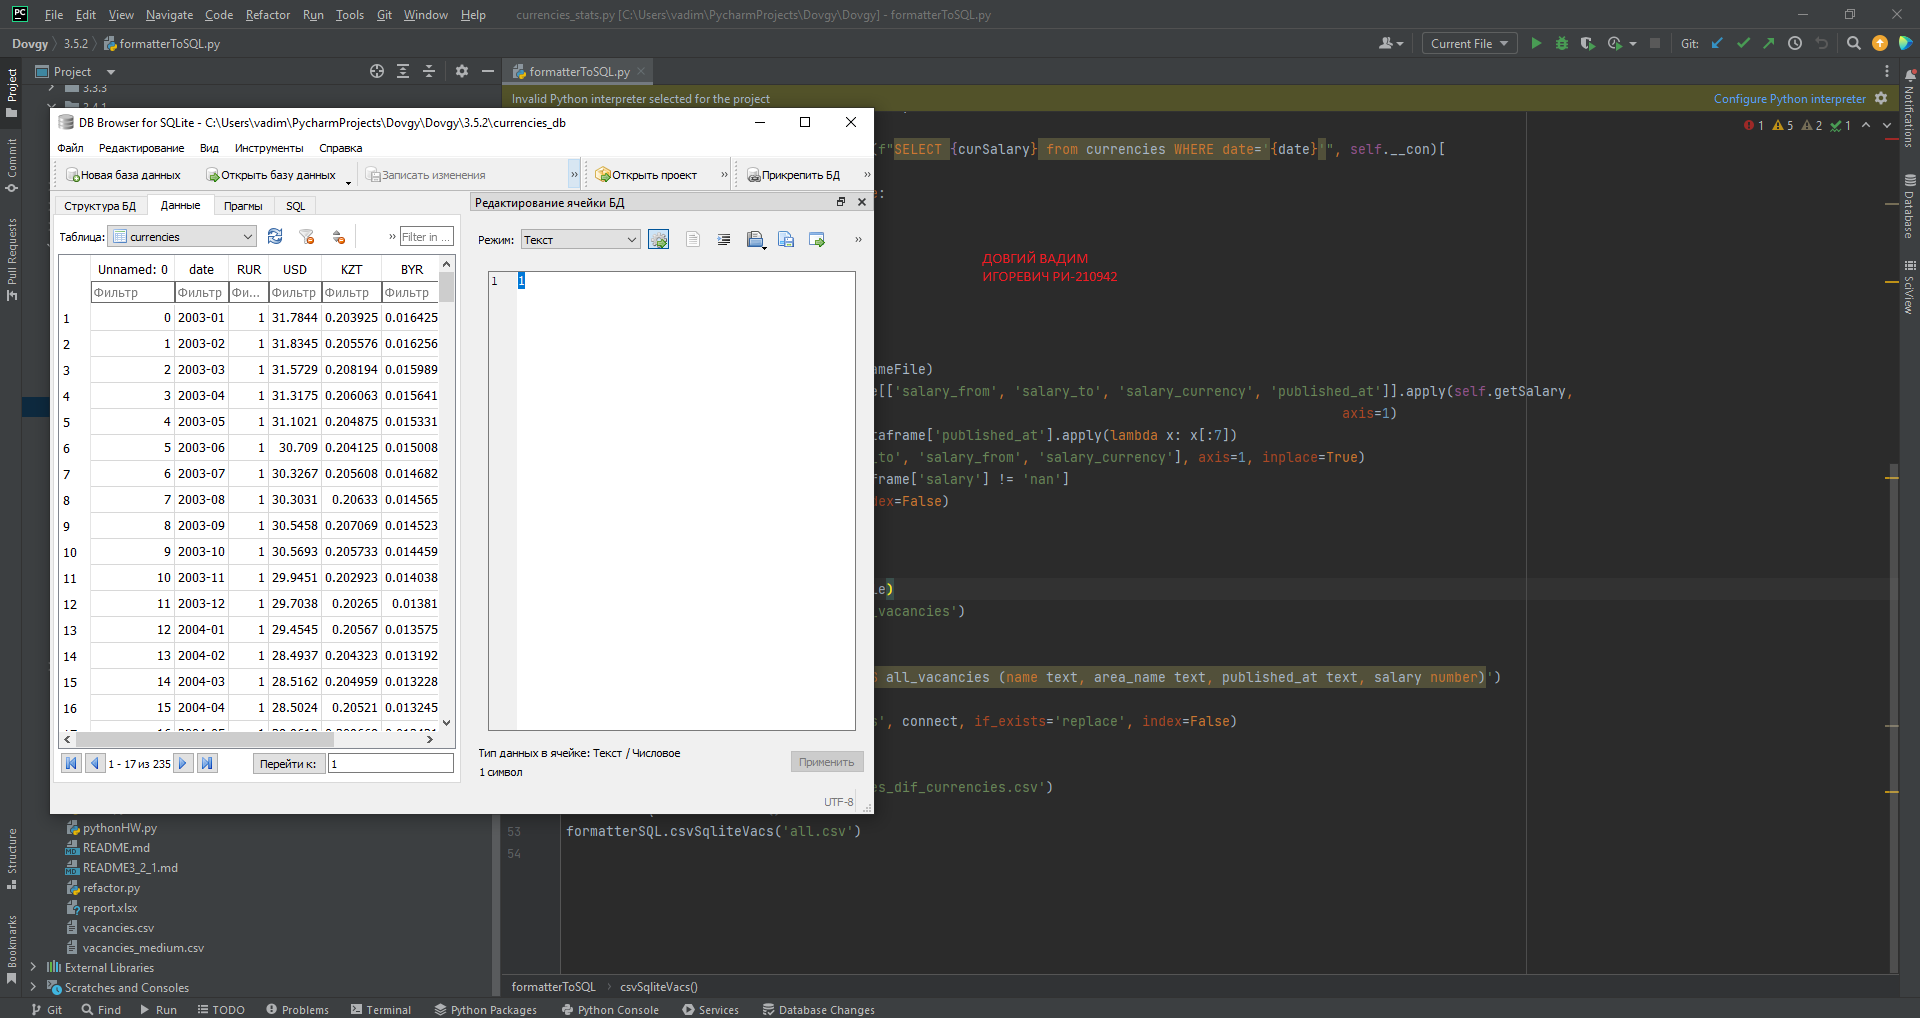 File Edit View Navigate Code Refactor Run Tools Git Window Help currencies_stats.py [C:\Users\vadim\PycharmProjects\Dovgy\Dovgy] - formatterToSQL.py
Dovgy 3.5.2 formatterToSQL.py
Current File
Git:
Project
formatterToSQL.py
3.3.3
Invalid Python interpreter selected for the project
Configure Python interpreter
1 5 2 1
Project
Commit
Pull Requests
Structure
Bookmarks
Notifications
Database
SciView
DB Browser for SQLite - C:\Users\vadim\PycharmProjects\Dovgy\Dovgy\3.5.2\currencies_db
Файл Редактирование Вид Инструменты Справка
Новая база данных Открыть базу данных Записать изменения » Открыть проект » Прикрепить БД »
Структура БД Данные Прагмы SQL
Таблица: currencies » Filter in ...
Unnamed: 0 date RUR USD KZT BYR
Фильтр Фильтр Фи... Фильтр Фильтр Фильтр
1 0 2003-01 1 31.7844 0.203925 0.016425
2 1 2003-02 1 31.8345 0.205576 0.016256
3 2 2003-03 1 31.5729 0.208194 0.015989
4 3 2003-04 1 31.3175 0.206063 0.015641
5 4 2003-05 1 31.1021 0.204875 0.015331
6 5 2003-06 1 30.709 0.204125 0.015008
7 6 2003-07 1 30.3267 0.205608 0.014682
8 7 2003-08 1 30.3031 0.20633 0.014565
9 8 2003-09 1 30.5458 0.207069 0.014523
10 9 2003-10 1 30.5693 0.205733 0.014459
11 10 2003-11 1 29.9451 0.202923 0.014038
12 11 2003-12 1 29.7038 0.20265 0.01381
13 12 2004-01 1 29.4545 0.20567 0.013575
14 13 2004-02 1 28.4937 0.204323 0.013192
15 14 2004-03 1 28.5162 0.204959 0.013228
16 15 2004-04 1 28.5024 0.20521 0.013245
1 - 17 из 235 Перейти к: 1
Редактирование ячейки БД
Режим: Текст »
1 1
Тип данных в ячейке: Текст / Числовое
1 символ
Применить
UTF-8
f"SELECT {curSalary} from currencies WHERE date='{date}'", self.__con)[
:
ДОВГИЙ ВАДИМ
ИГОРЕВИЧ РИ-210942
ameFile)
[['salary_from', 'salary_to', 'salary_currency', 'published_at']].apply(self.getSalary,
axis=1)
taframe['published_at'].apply(lambda x: x[:7])
_to', 'salary_from', 'salary_currency'], axis=1, inplace=True)
frame['salary'] != 'nan']
dex=False)
le)
_vacancies')
all_vacancies (name text, area_name text, published_at text, salary number)')
s', connect, if_exists='replace', index=False)
es_dif_currencies.csv')
53 formatterSQL.csvSqliteVacs('all.csv')
54
pythonHW.py
README.md
README3_2_1.md
refactor.py
report.xlsx
vacancies.csv
vacancies_medium.csv
External Libraries
Scratches and Consoles
formatterToSQL csvSqliteVacs()
Git Find Run TODO Problems Terminal Python Packages Python Console Services Database Changes